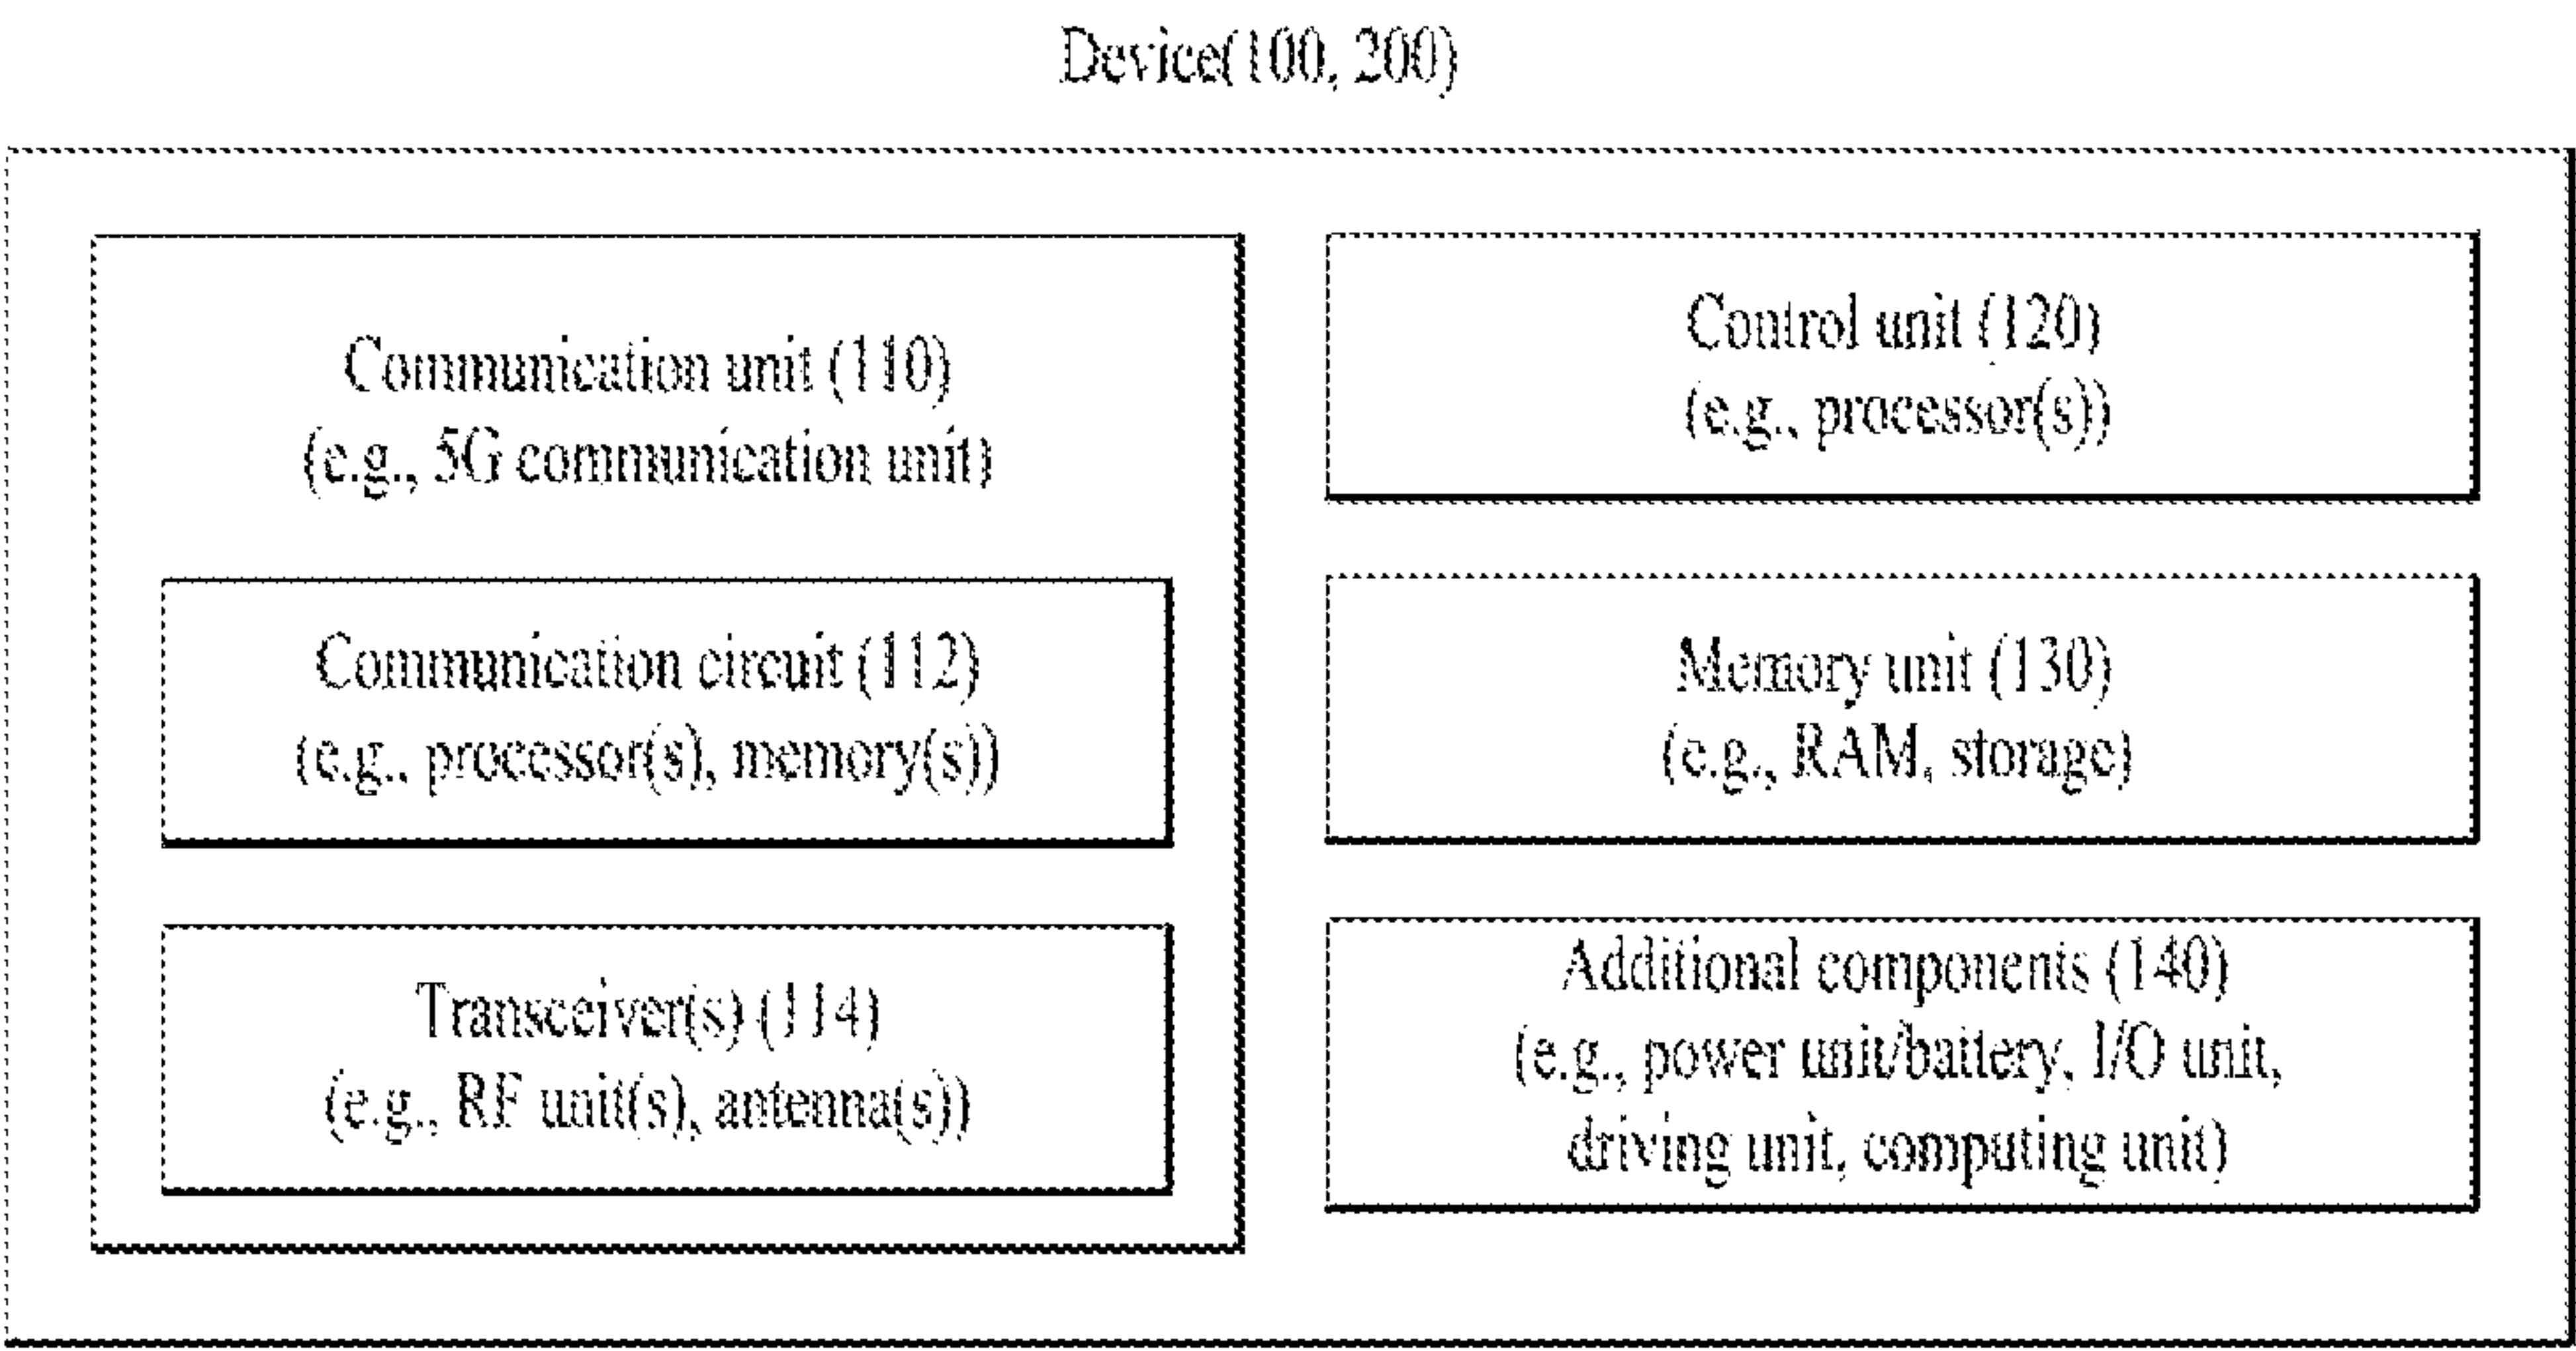 Device(100, 200)
Communication unit (110)
(e.g., 5G communication unit)
Communication circuit (112)
(e.g., processor(s), memory(s))
Transceiver(s) (114)
(e.g., RF unit(s), antenna(s))
Control unit (120)
(e.g., processor(s))
Memory unit (130)
(e.g., RAM, storage)
Additional components (140)
(e.g., power unit/battery, I/O unit,
driving unit, computing unit)